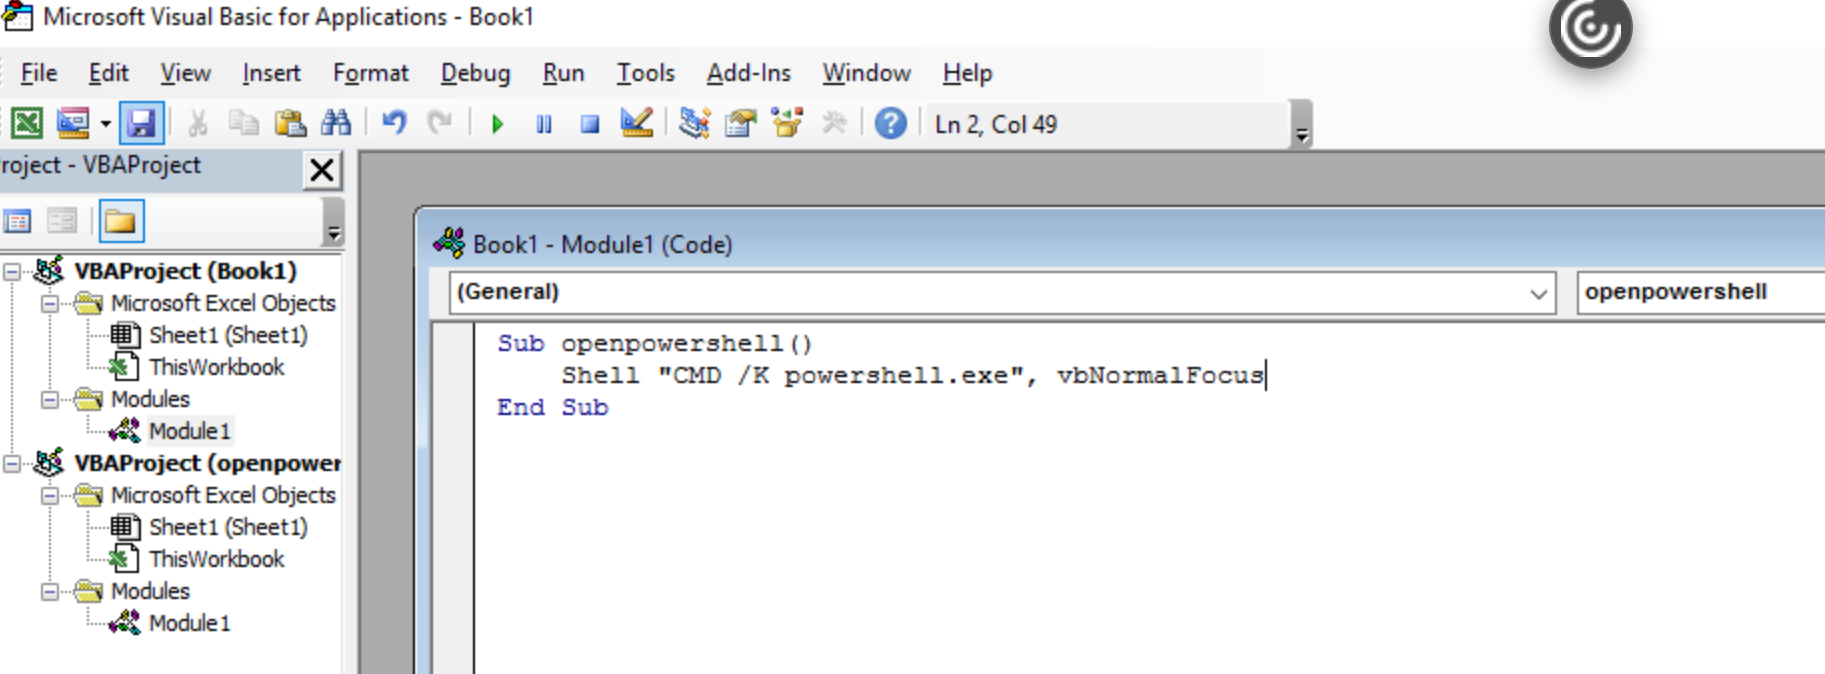 Microsoft Visual Basic for Applications - Book1
File Edit View Insert Format Debug Run Tools Add-Ins Window Help
Ln 2, Col 49
roject - VBAProject
VBAProject (Book1)
Microsoft Excel Objects
Sheet1 (Sheet1)
ThisWorkbook
Modules
Module1
VBAProject (openpower
Microsoft Excel Objects
Sheet1 (Sheet1)
ThisWorkbook
Modules
Module1
Book1 - Module1 (Code)
(General)
openpowershell
Sub openpowershell()
Shell "CMD /K powershell.exe", vbNormalFocus
End Sub